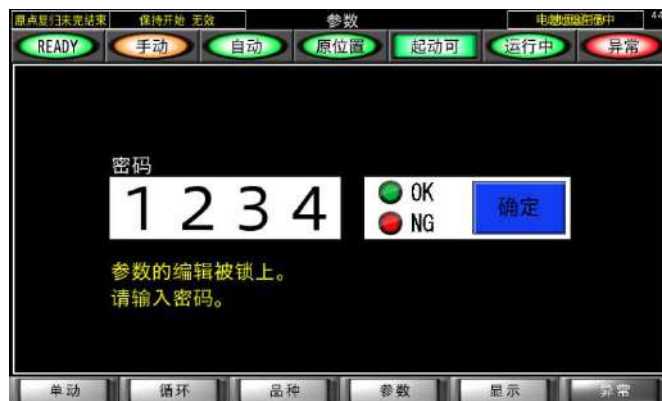 原点复归未完结束 保持开始 无效 参数 44
READY 手动 自动 原位置 起动可 运行中 异常
密码
1234 OK 确定
NG
参数的编辑被锁上。
请输入密码。
单动 循环 品种 参数 显示 异常